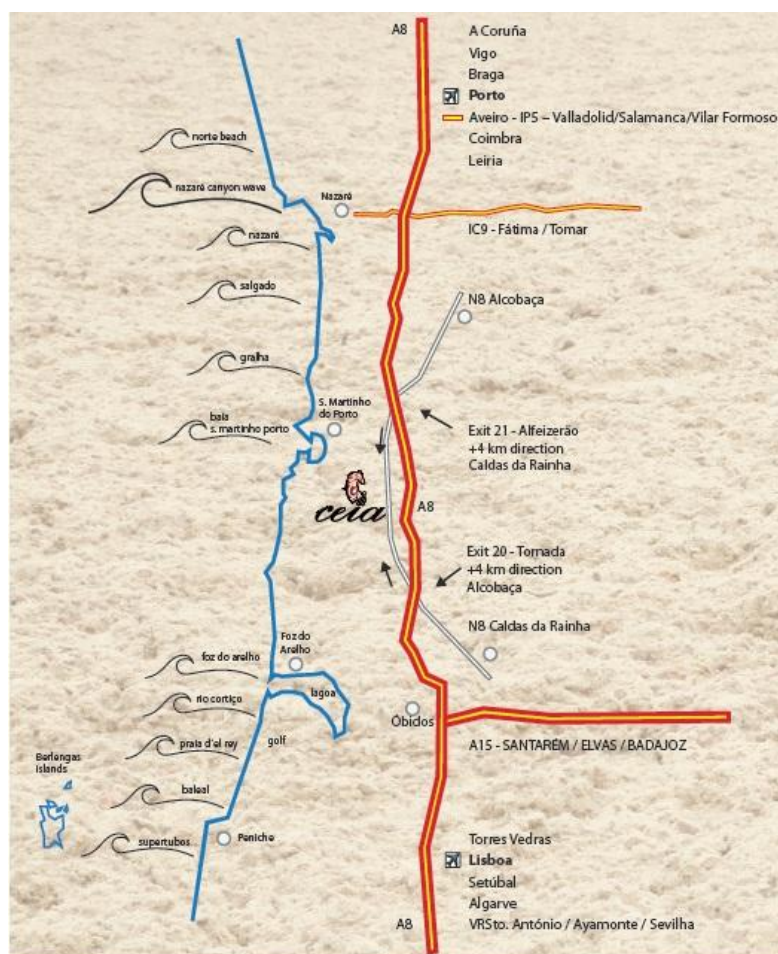 A8
A Coruña
Vigo
Braga
Porto
Aveiro - IP5 – Valladolid/Salamanca/Vilar Formoso
Coimbra
Leiria
norte beach
nazaré canyon wave
Nazaré
nazaré
IC9 - Fátima / Tomar
salgado
N8 Alcobaça
gralha
S. Martinho
do Porto
baia
s. martinho porto
Exit 21 - Alfeizerão
+4 km direction
Caldas da Rainha
ceia
A8
Exit 20 - Tornada
+4 km direction
Alcobaça
N8 Caldas da Rainha
Foz do
Arelho
foz do arelho
lagoa
rio cortiço
Óbidos
golf
praia d'el rey
A15 - SANTARÉM / ELVAS / BADAJOZ
Berlengas
islands
baleal
supertubos
Peniche
Torres Vedras
Lisboa
Setúbal
Algarve
A8
VRSto. António / Ayamonte / Sevilha